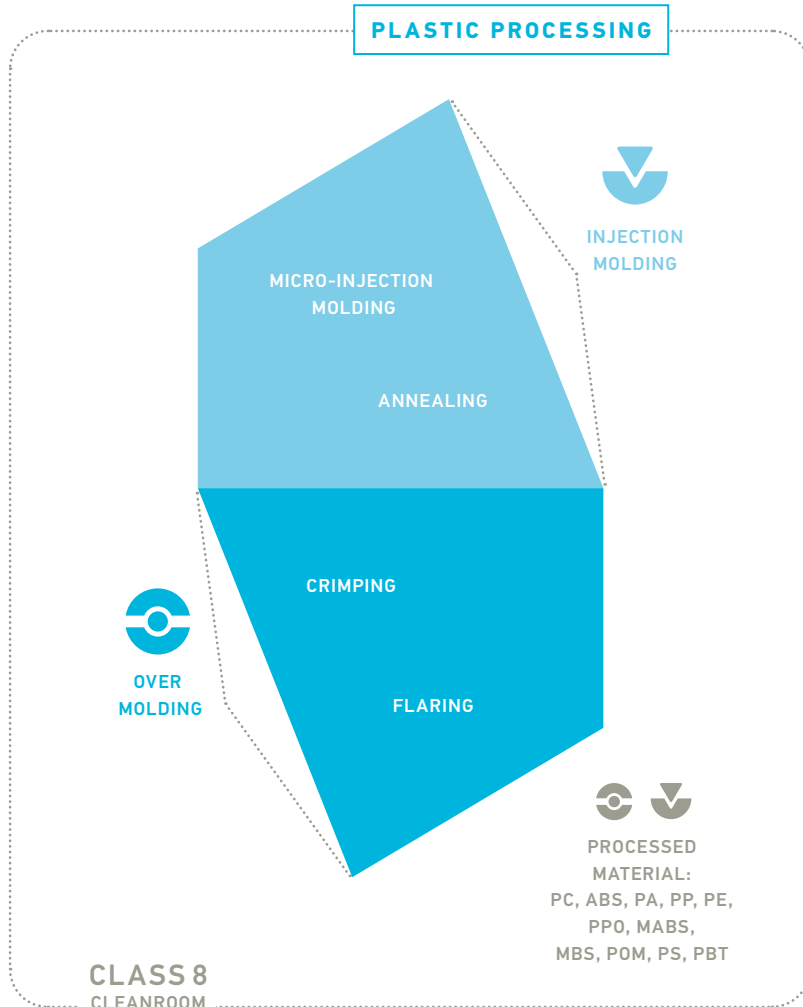 PLASTIC PROCESSING
INJECTION
MOLDING
MICRO-INJECTION
MOLDING
ANNEALING
CRIMPING
OVER
MOLDING
FLARING
PROCESSED
MATERIAL:
PC, ABS, PA, PP, PE,
PPO, MABS,
MBS, POM, PS, PBT
CLASS 8
CLEANROOM